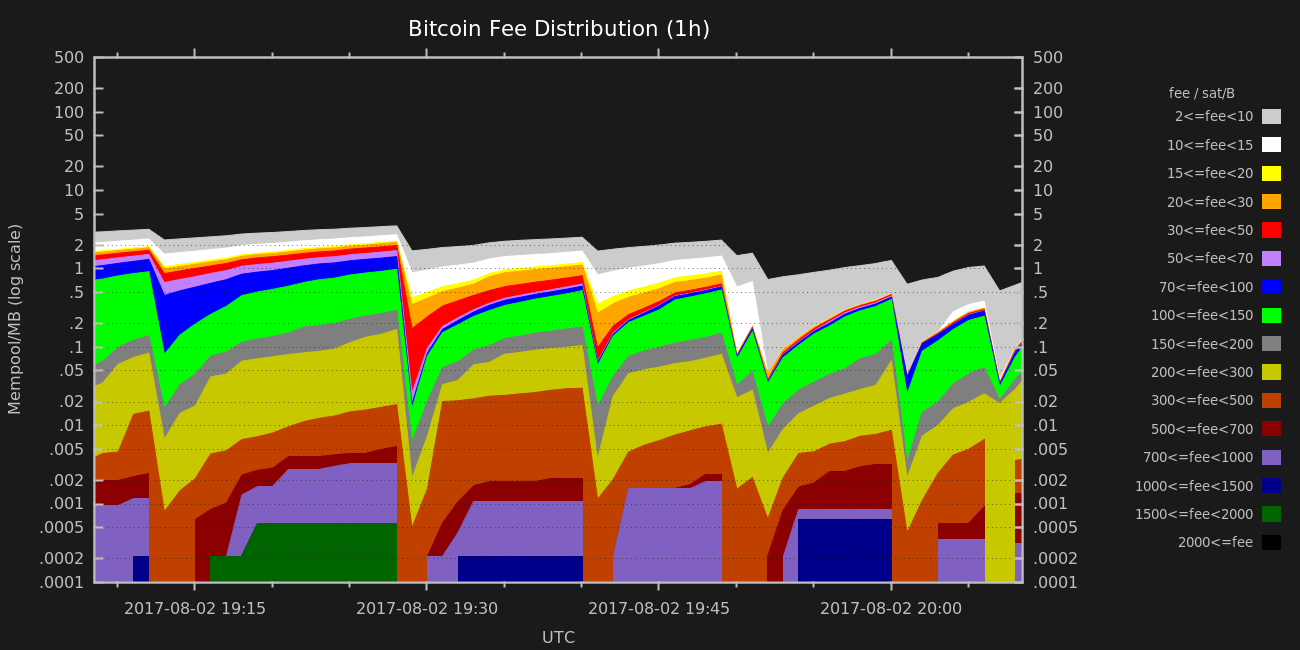 Bitcoin Fee Distribution (1h)
Mempool/MB (log scale)
500
200
100
50
20
10
5
2
1
.5
.2
.1
.05
.02
.01
.005
.002
.001
.0005
.0002
.0001
500
200
100
50
20
10
5
2
1
.5
.2
.1
.05
.02
.01
.005
.002
.001
.0005
.0002
.0001
2017-08-02 19:15
2017-08-02 19:30
2017-08-02 19:45
2017-08-02 20:00
UTC
fee / sat/B
2<=fee<10
10<=fee<15
15<=fee<20
20<=fee<30
30<=fee<50
50<=fee<70
70<=fee<100
100<=fee<150
150<=fee<200
200<=fee<300
300<=fee<500
500<=fee<700
700<=fee<1000
1000<=fee<1500
1500<=fee<2000
2000<=fee